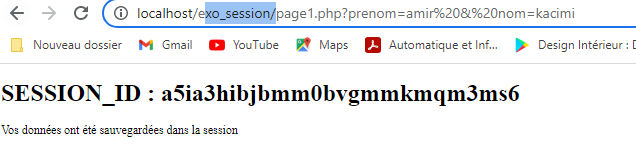 localhost/exo_session/page1.php?prenom=amir%20&%20nom=kacimi
Nouveau dossier Gmail YouTube Maps Automatique et Inf... Design Intérieur : D
SESSION_ID : a5ia3hibjbmm0bvgmmkmqm3ms6
Vos données ont été sauvegardées dans la session